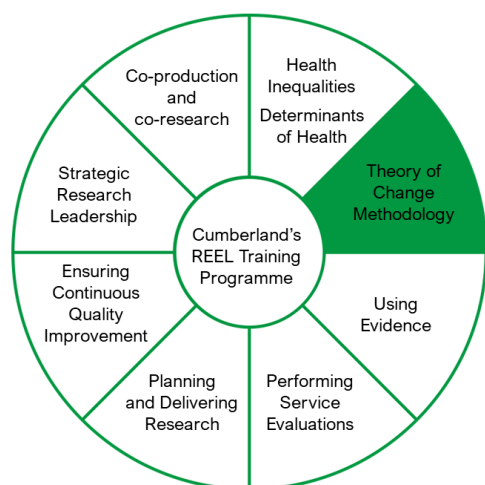 Health
Inequalities
Determinants
of Health
Theory of
Change
Methodology
Using
Evidence
Performing
Service
Evaluations
Planning
and Delivering
Research
Ensuring
Continuous
Quality
Improvement
Strategic
Research
Leadership
Co-production
and
co-research
Cumberland’s
REEL Training
Programme